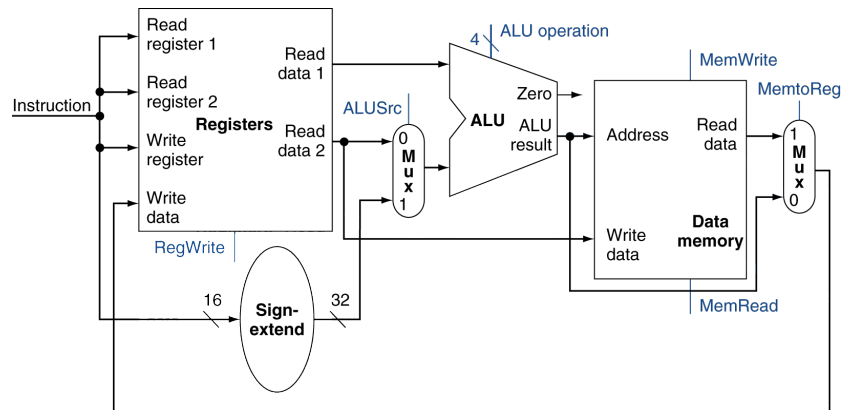 Instruction
Read
register 1
Read
register 2
Write
register
Write
data
Registers
Read
data 1
Read
data 2
RegWrite
16
Sign-
extend
32
ALUSrc
0
M
u
x
1
4
ALU operation
ALU
Zero
ALU
result
MemWrite
Address
Read
data
Write
data
Data
memory
MemRead
MemtoReg
1
M
u
x
0